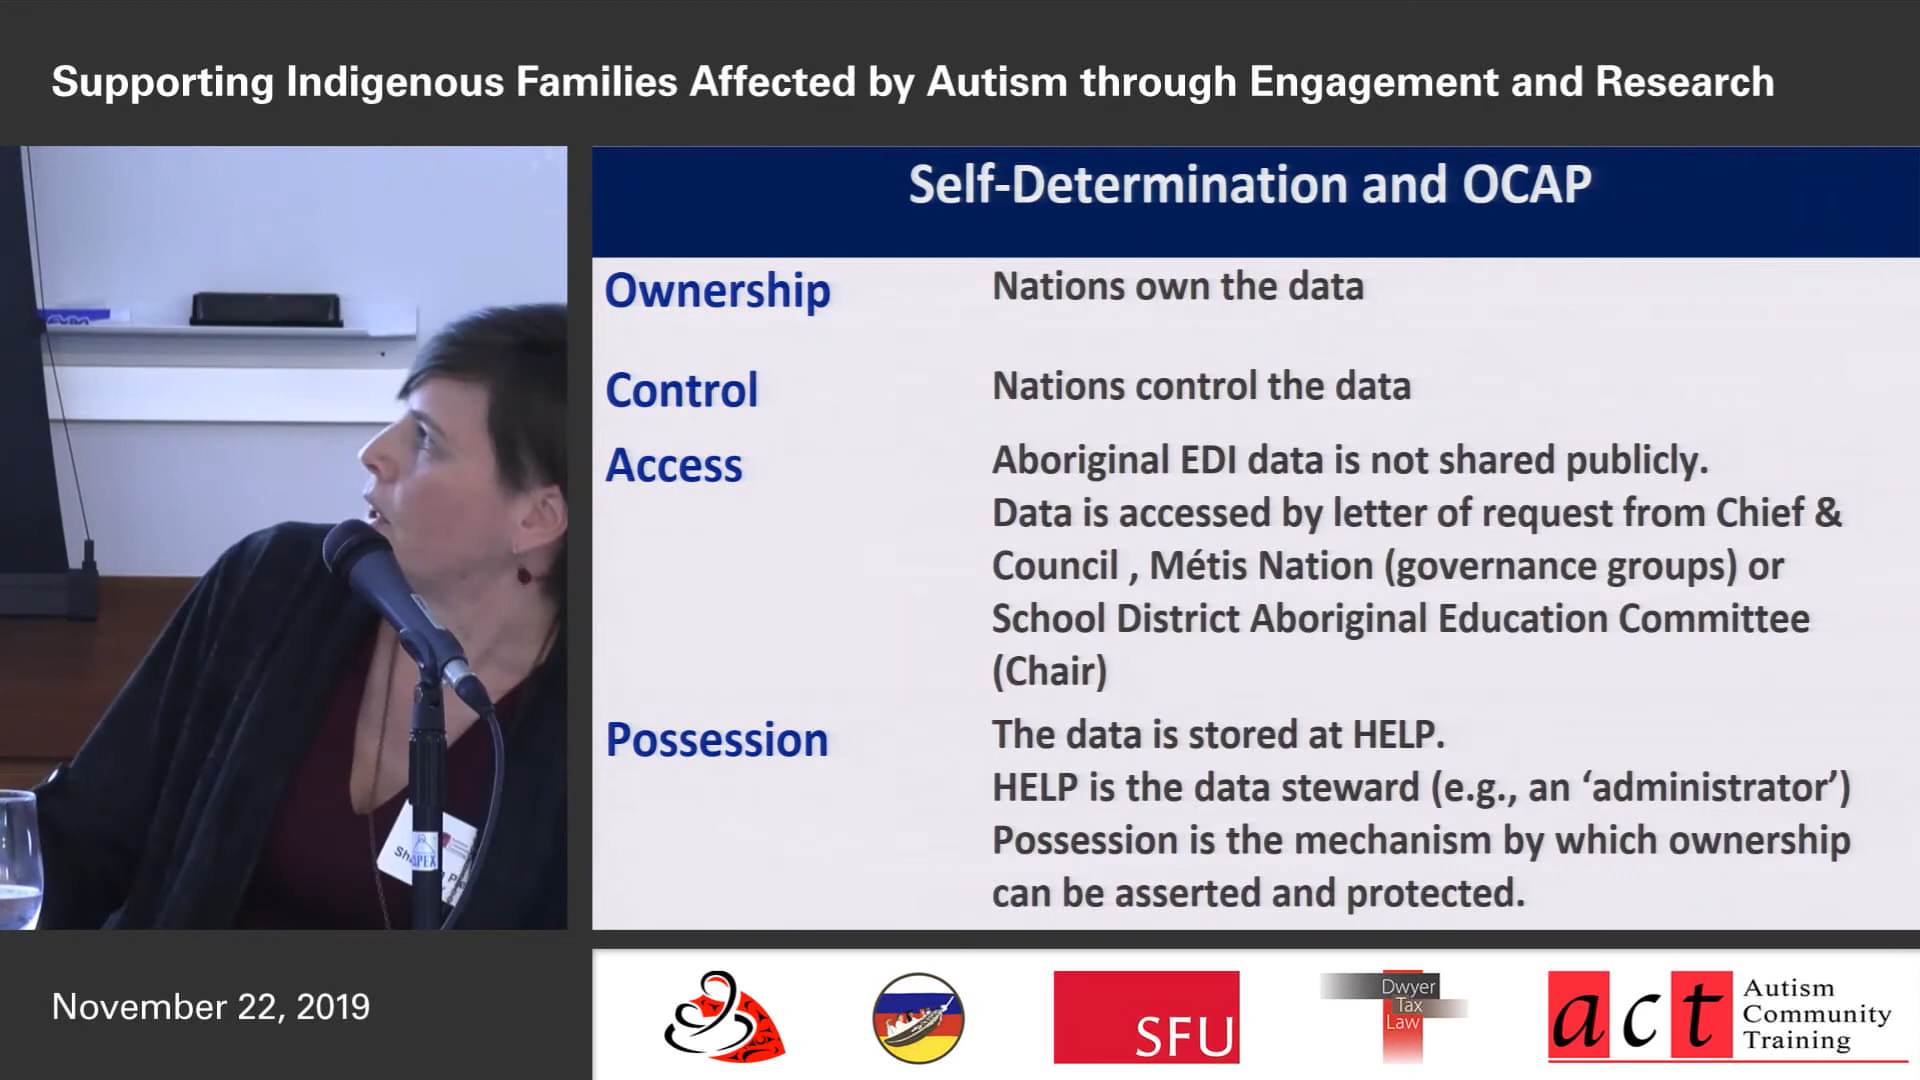 Supporting Indigenous Families Affected by Autism through Engagement and Research
Self-Determination and OCAP
Ownership
Nations own the data
Control
Nations control the data
Access
Aboriginal EDI data is not shared publicly.
Data is accessed by letter of request from Chief &
Council , Métis Nation (governance groups) or
School District Aboriginal Education Committee
(Chair)
Possession
The data is stored at HELP.
HELP is the data steward (e.g., an ‘administrator’)
Possession is the mechanism by which ownership
can be asserted and protected.
APEX
November 22, 2019
SFU
Dwyer
Tax
Law
act
Autism
Community
Training